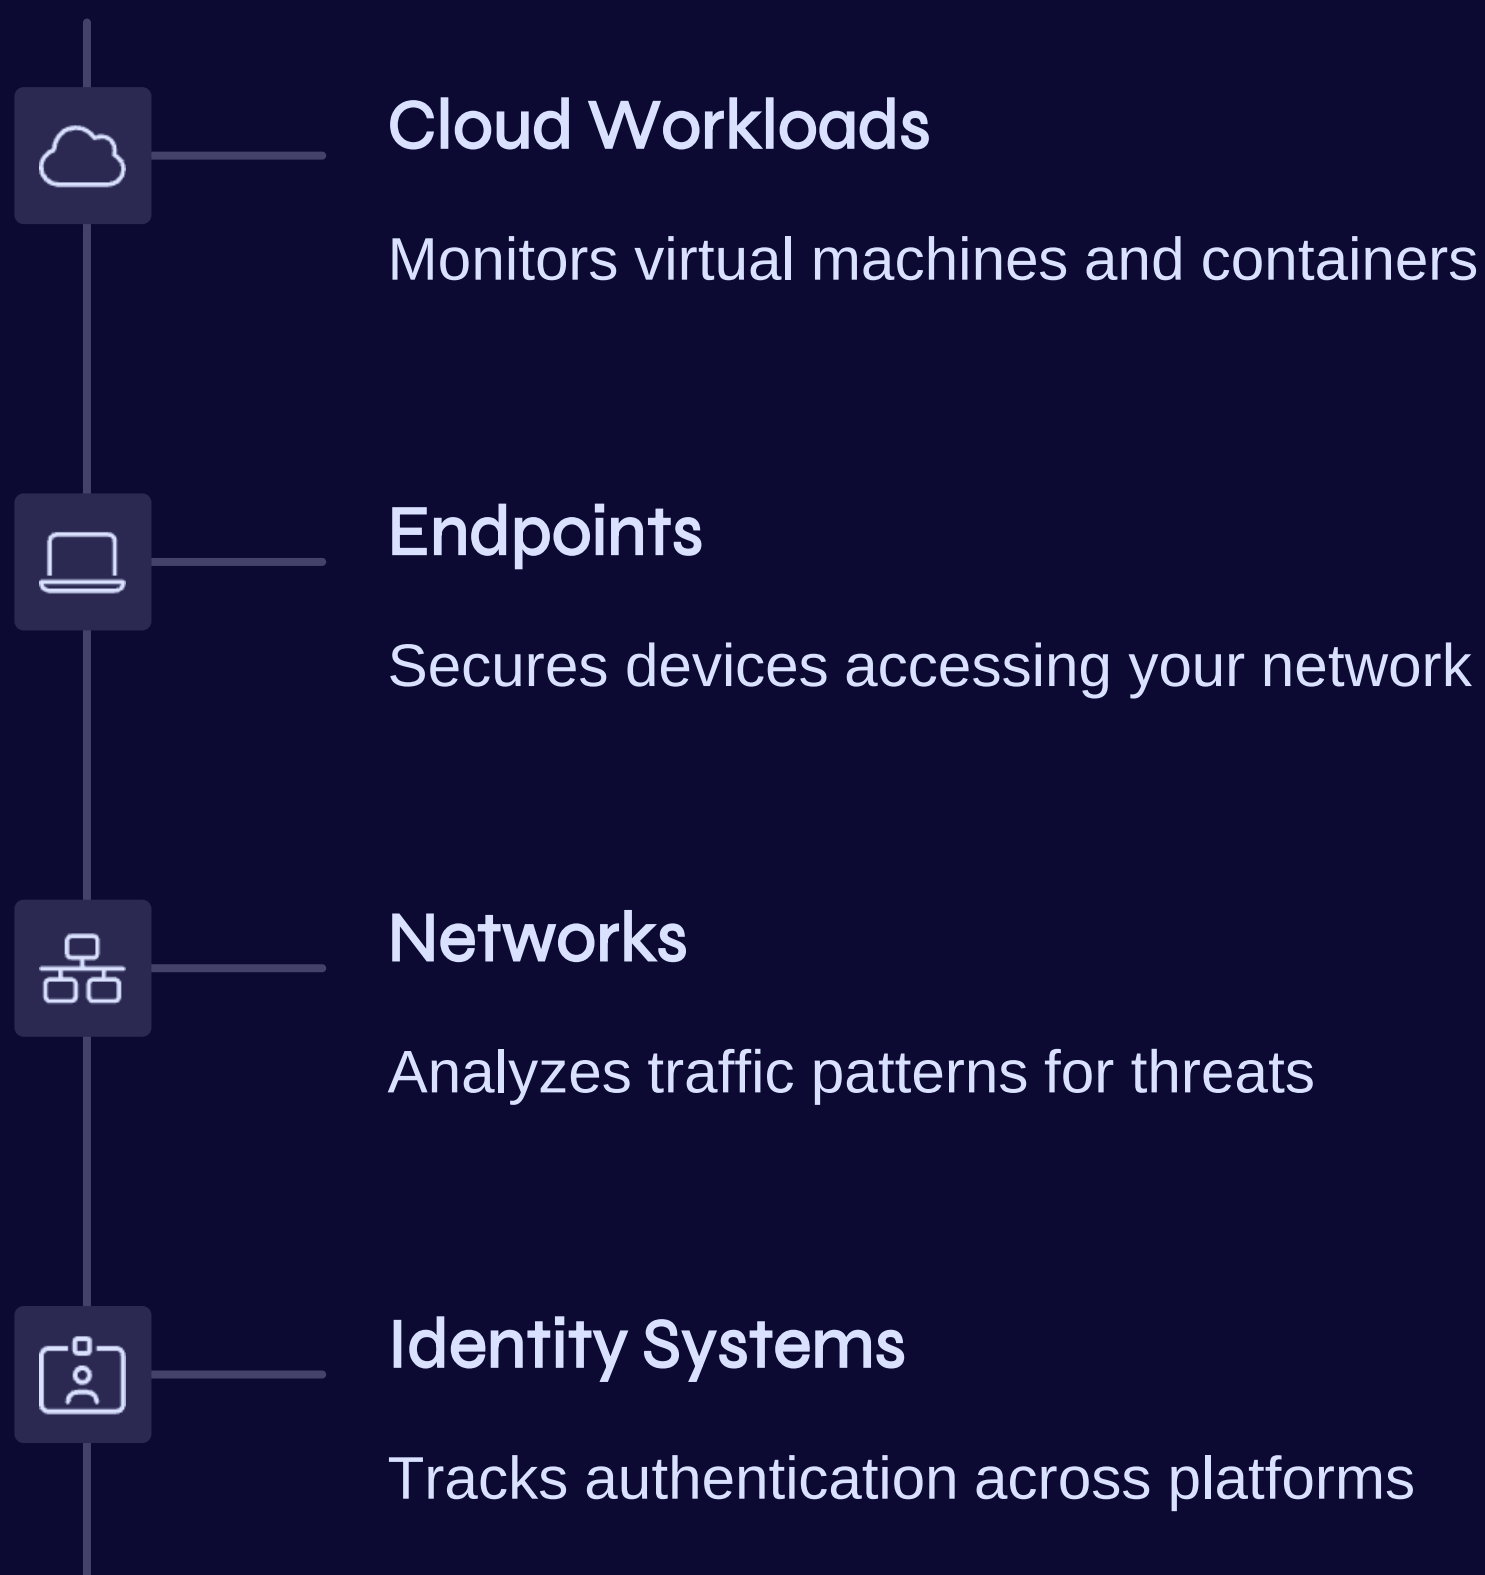 Cloud Workloads
Monitors virtual machines and containers
Endpoints
Secures devices accessing your network
Networks
Analyzes traffic patterns for threats
Identity Systems
Tracks authentication across platforms